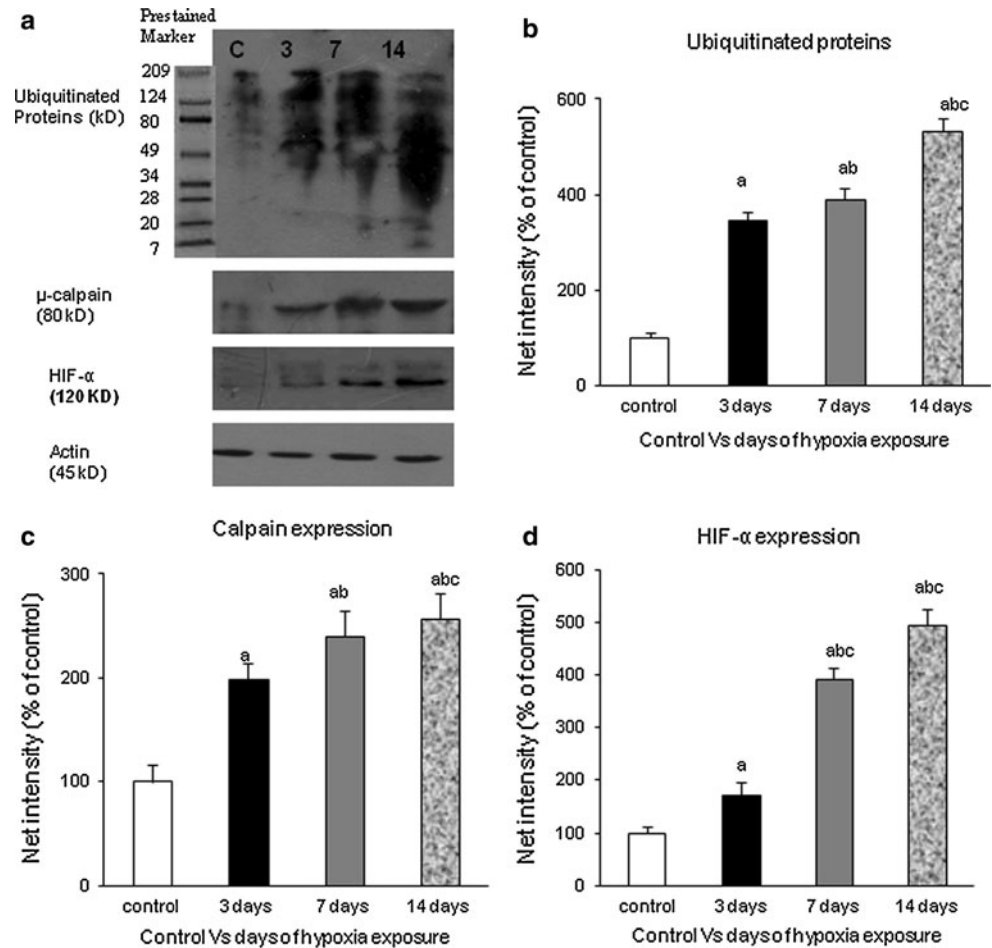 a
Prestained
Marker
C 3 7 14
Ubiquitinated
Proteins (kD)
209
124
80
49
34
28
20
7
μ-calpain
(80 kD)
HIF-α
(120 KD)
Actin
(45 kD)
b
Ubiquitinated proteins
Net intensity (% of control)
600
400
200
0
a
ab
abc
control 3 days 7 days 14 days
Control Vs days of hypoxia exposure
c
Calpain expression
Net intensity (% of control)
300
200
100
0
a
ab
abc
control 3 days 7 days 14 days
Control Vs days of hypoxia exposure
d
HIF-α expression
Net intensity (% of control)
600
500
400
300
200
100
0
a
abc
abc
control 3 days 7 days 14 days
Control Vs days of hypoxia exposure